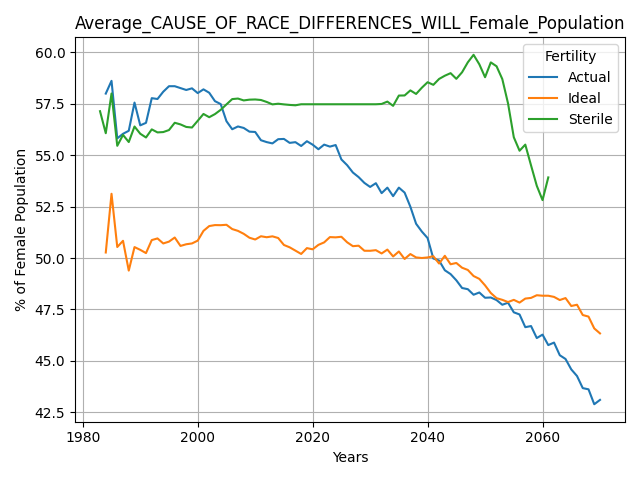 Average_CAUSE_OF_RACE_DIFFERENCES_WILL_Female_Population
% of Female Population
60.0
57.5
55.0
52.5
50.0
47.5
45.0
42.5
Fertility
Actual
Ideal
Sterile
1980
2000
2020
2040
2060
Years